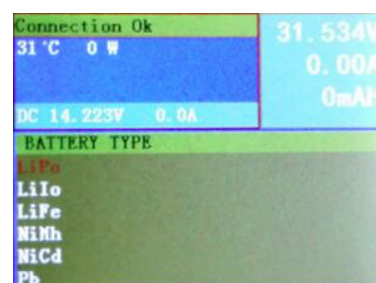 Connection Ok
31°C 0 W
DC 14.223V 0.0A
31.534V
0.00A
0mAH
BATTERY TYPE
LiPo
LiIo
LiFe
NiMh
NiCd
Pb